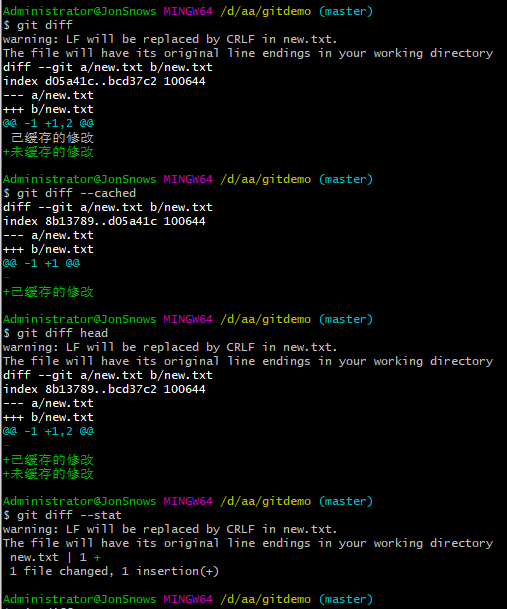 Administrator@JonSnows MINGW64 /d/aa/gitdemo (master)
$ git diff
warning: LF will be replaced by CRLF in new.txt.
The file will have its original line endings in your working directory
diff --git a/new.txt b/new.txt
index d05a41c..bcd37c2 100644
--- a/new.txt
+++ b/new.txt
@@ -1 +1,2 @@
 已缓存的修改
+未缓存的修改
Administrator@JonSnows MINGW64 /d/aa/gitdemo (master)
$ git diff --cached
diff --git a/new.txt b/new.txt
index 8b13789..d05a41c 100644
--- a/new.txt
+++ b/new.txt
@@ -1 +1 @@
-
+已缓存的修改
Administrator@JonSnows MINGW64 /d/aa/gitdemo (master)
$ git diff head
warning: LF will be replaced by CRLF in new.txt.
The file will have its original line endings in your working directory
diff --git a/new.txt b/new.txt
index 8b13789..bcd37c2 100644
--- a/new.txt
+++ b/new.txt
@@ -1 +1,2 @@
-
+已缓存的修改
+未缓存的修改
Administrator@JonSnows MINGW64 /d/aa/gitdemo (master)
$ git diff --stat
warning: LF will be replaced by CRLF in new.txt.
The file will have its original line endings in your working directory
 new.txt | 1 +
 1 file changed, 1 insertion(+)
Administrator@JonSnows MINGW64 /d/aa/gitdemo (master)